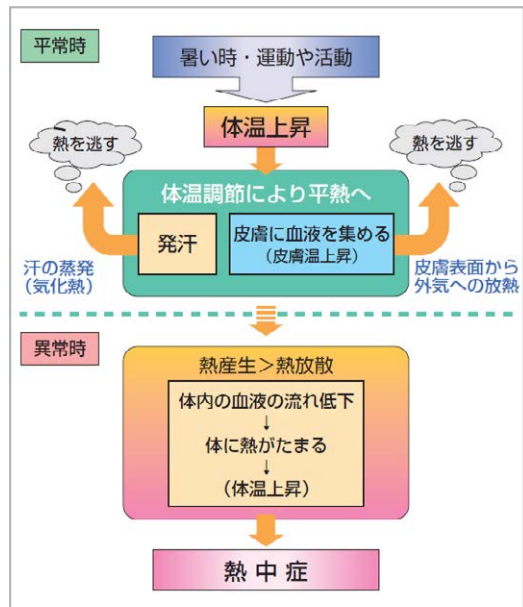 平常時
暑い時・運動や活動
体温上昇
熱を逃す
熱を逃す
体温調節により平熱へ
発汗
皮膚に血液を集める
(皮膚温上昇)
汗の蒸発
(気化熱)
皮膚表面から
外気への放熱
異常時
熱産生＞熱放散
体内の血液の流れ低下
↓
体に熱がたまる
↓
(体温上昇)
熱中症